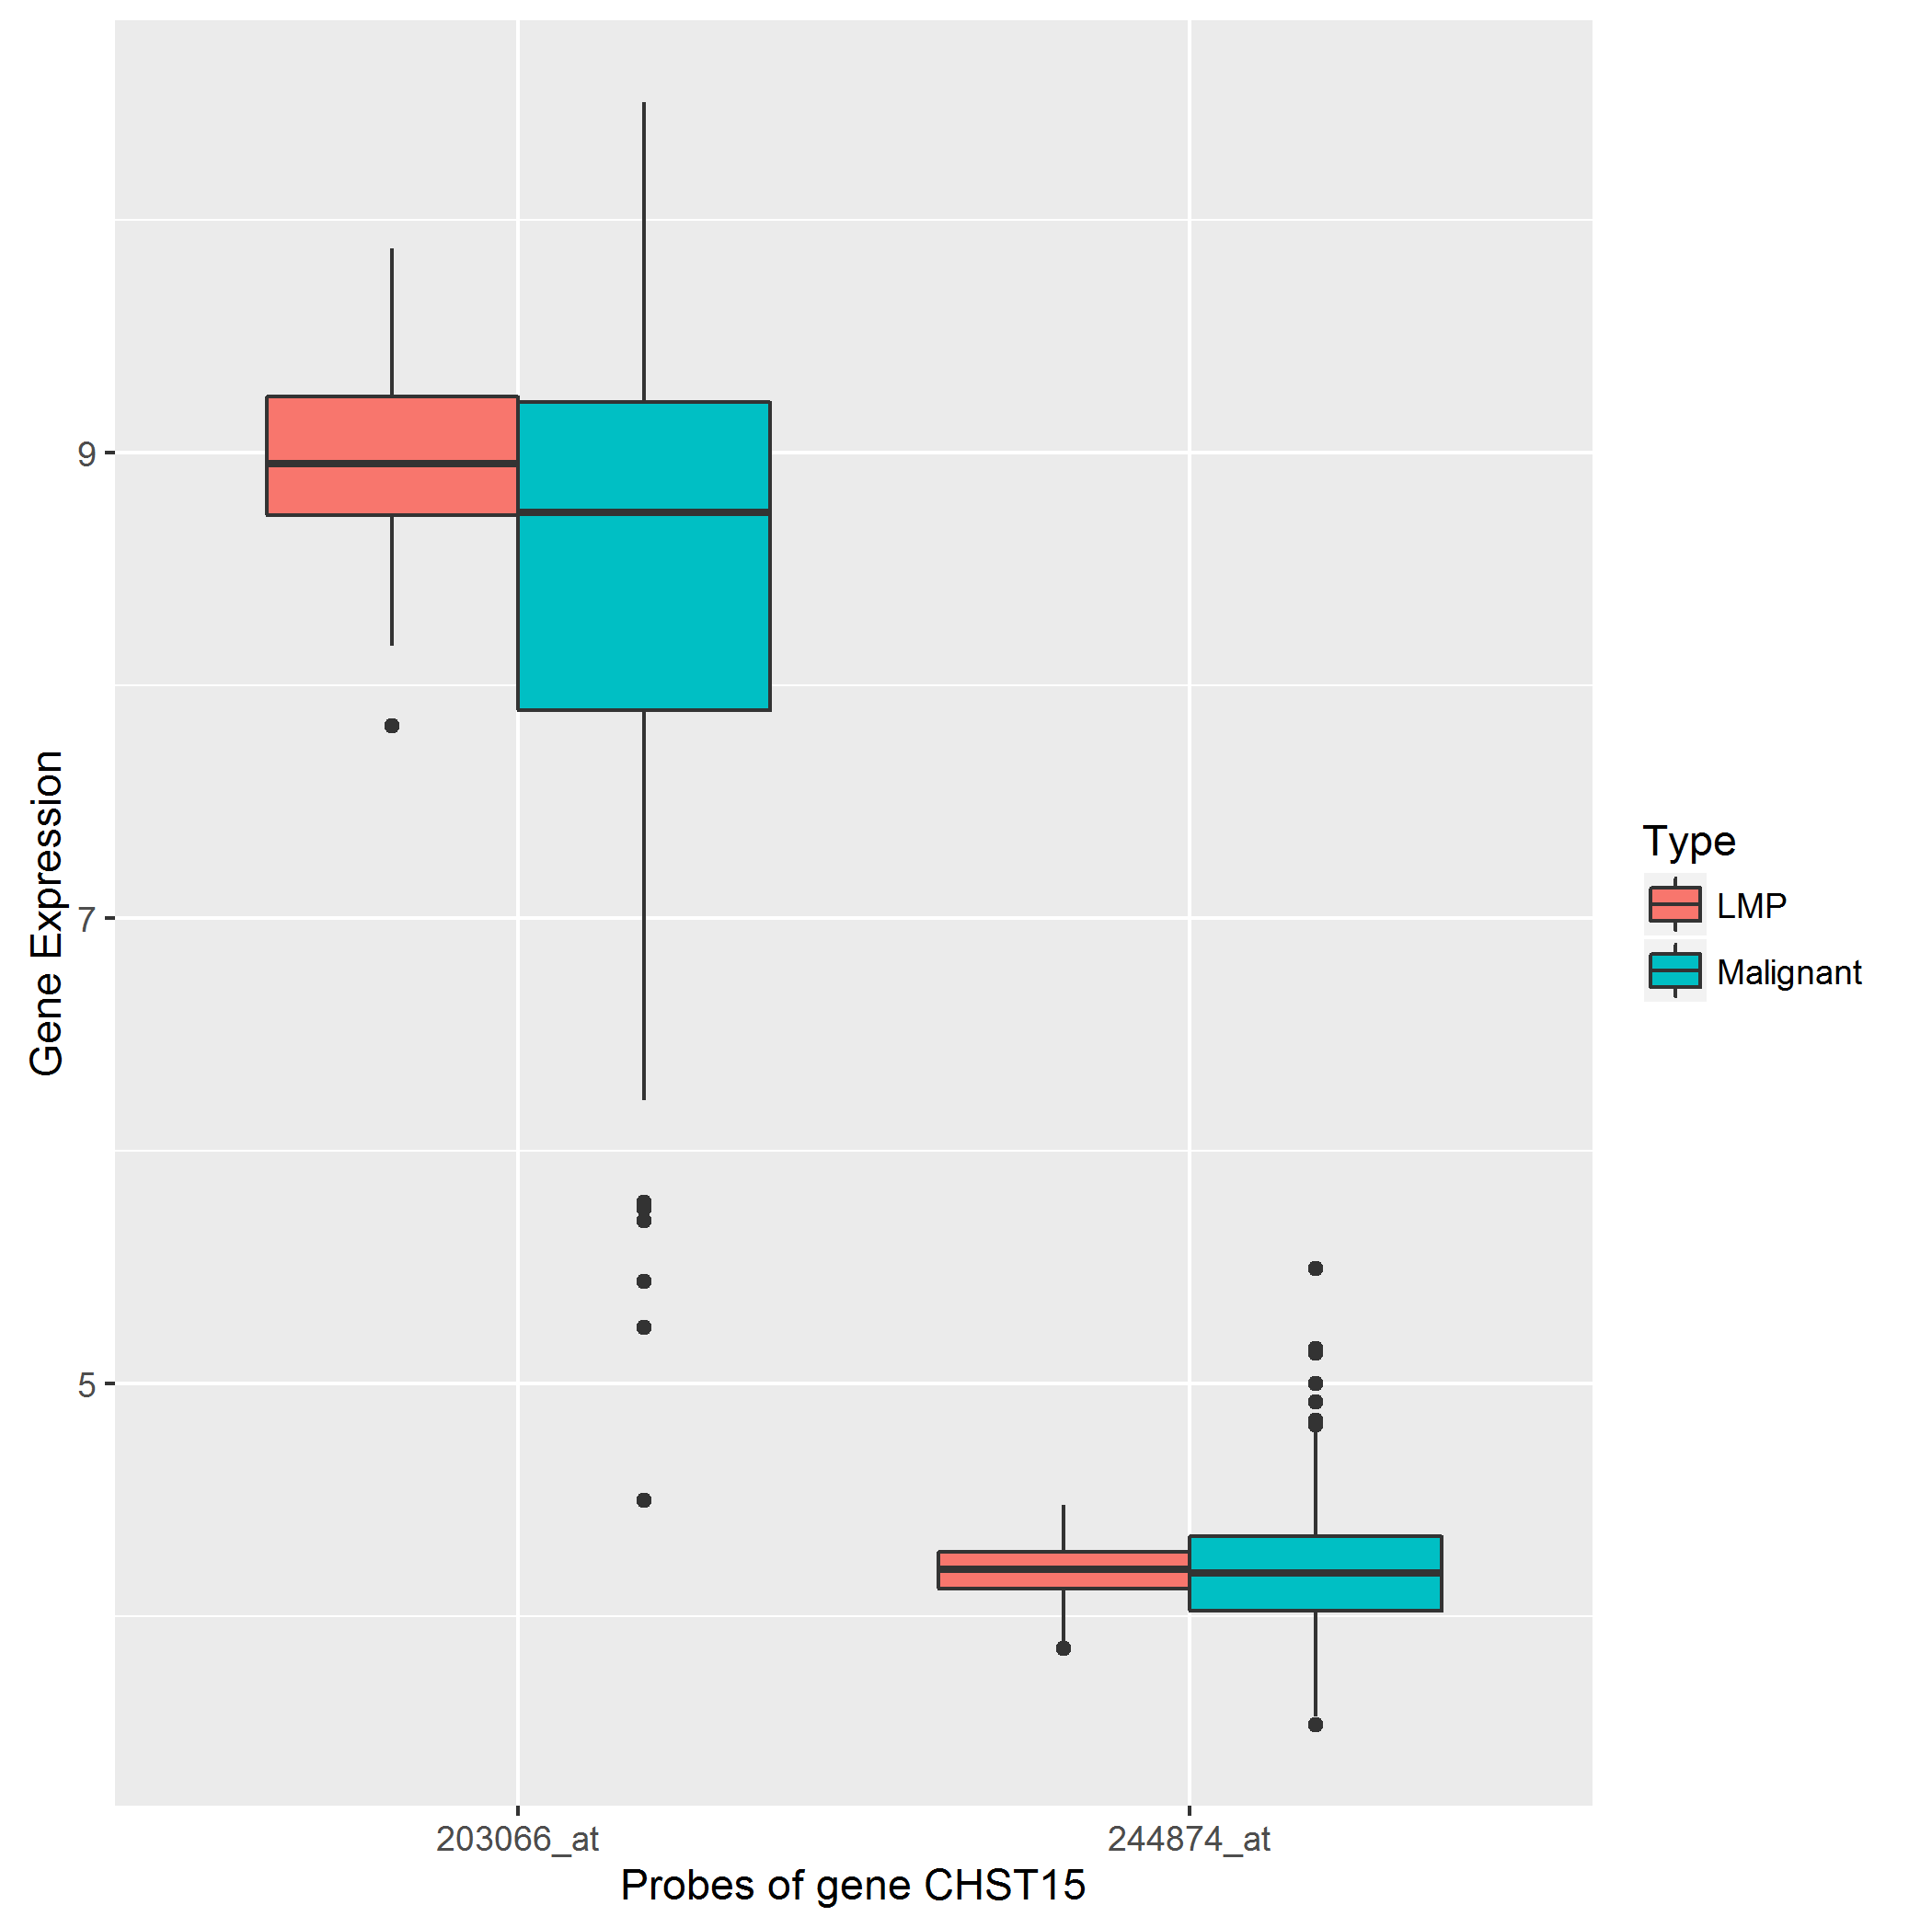 Gene Expression
9
7
5
203066_at
244874_at
Probes of gene CHST15
Type
LMP
Malignant